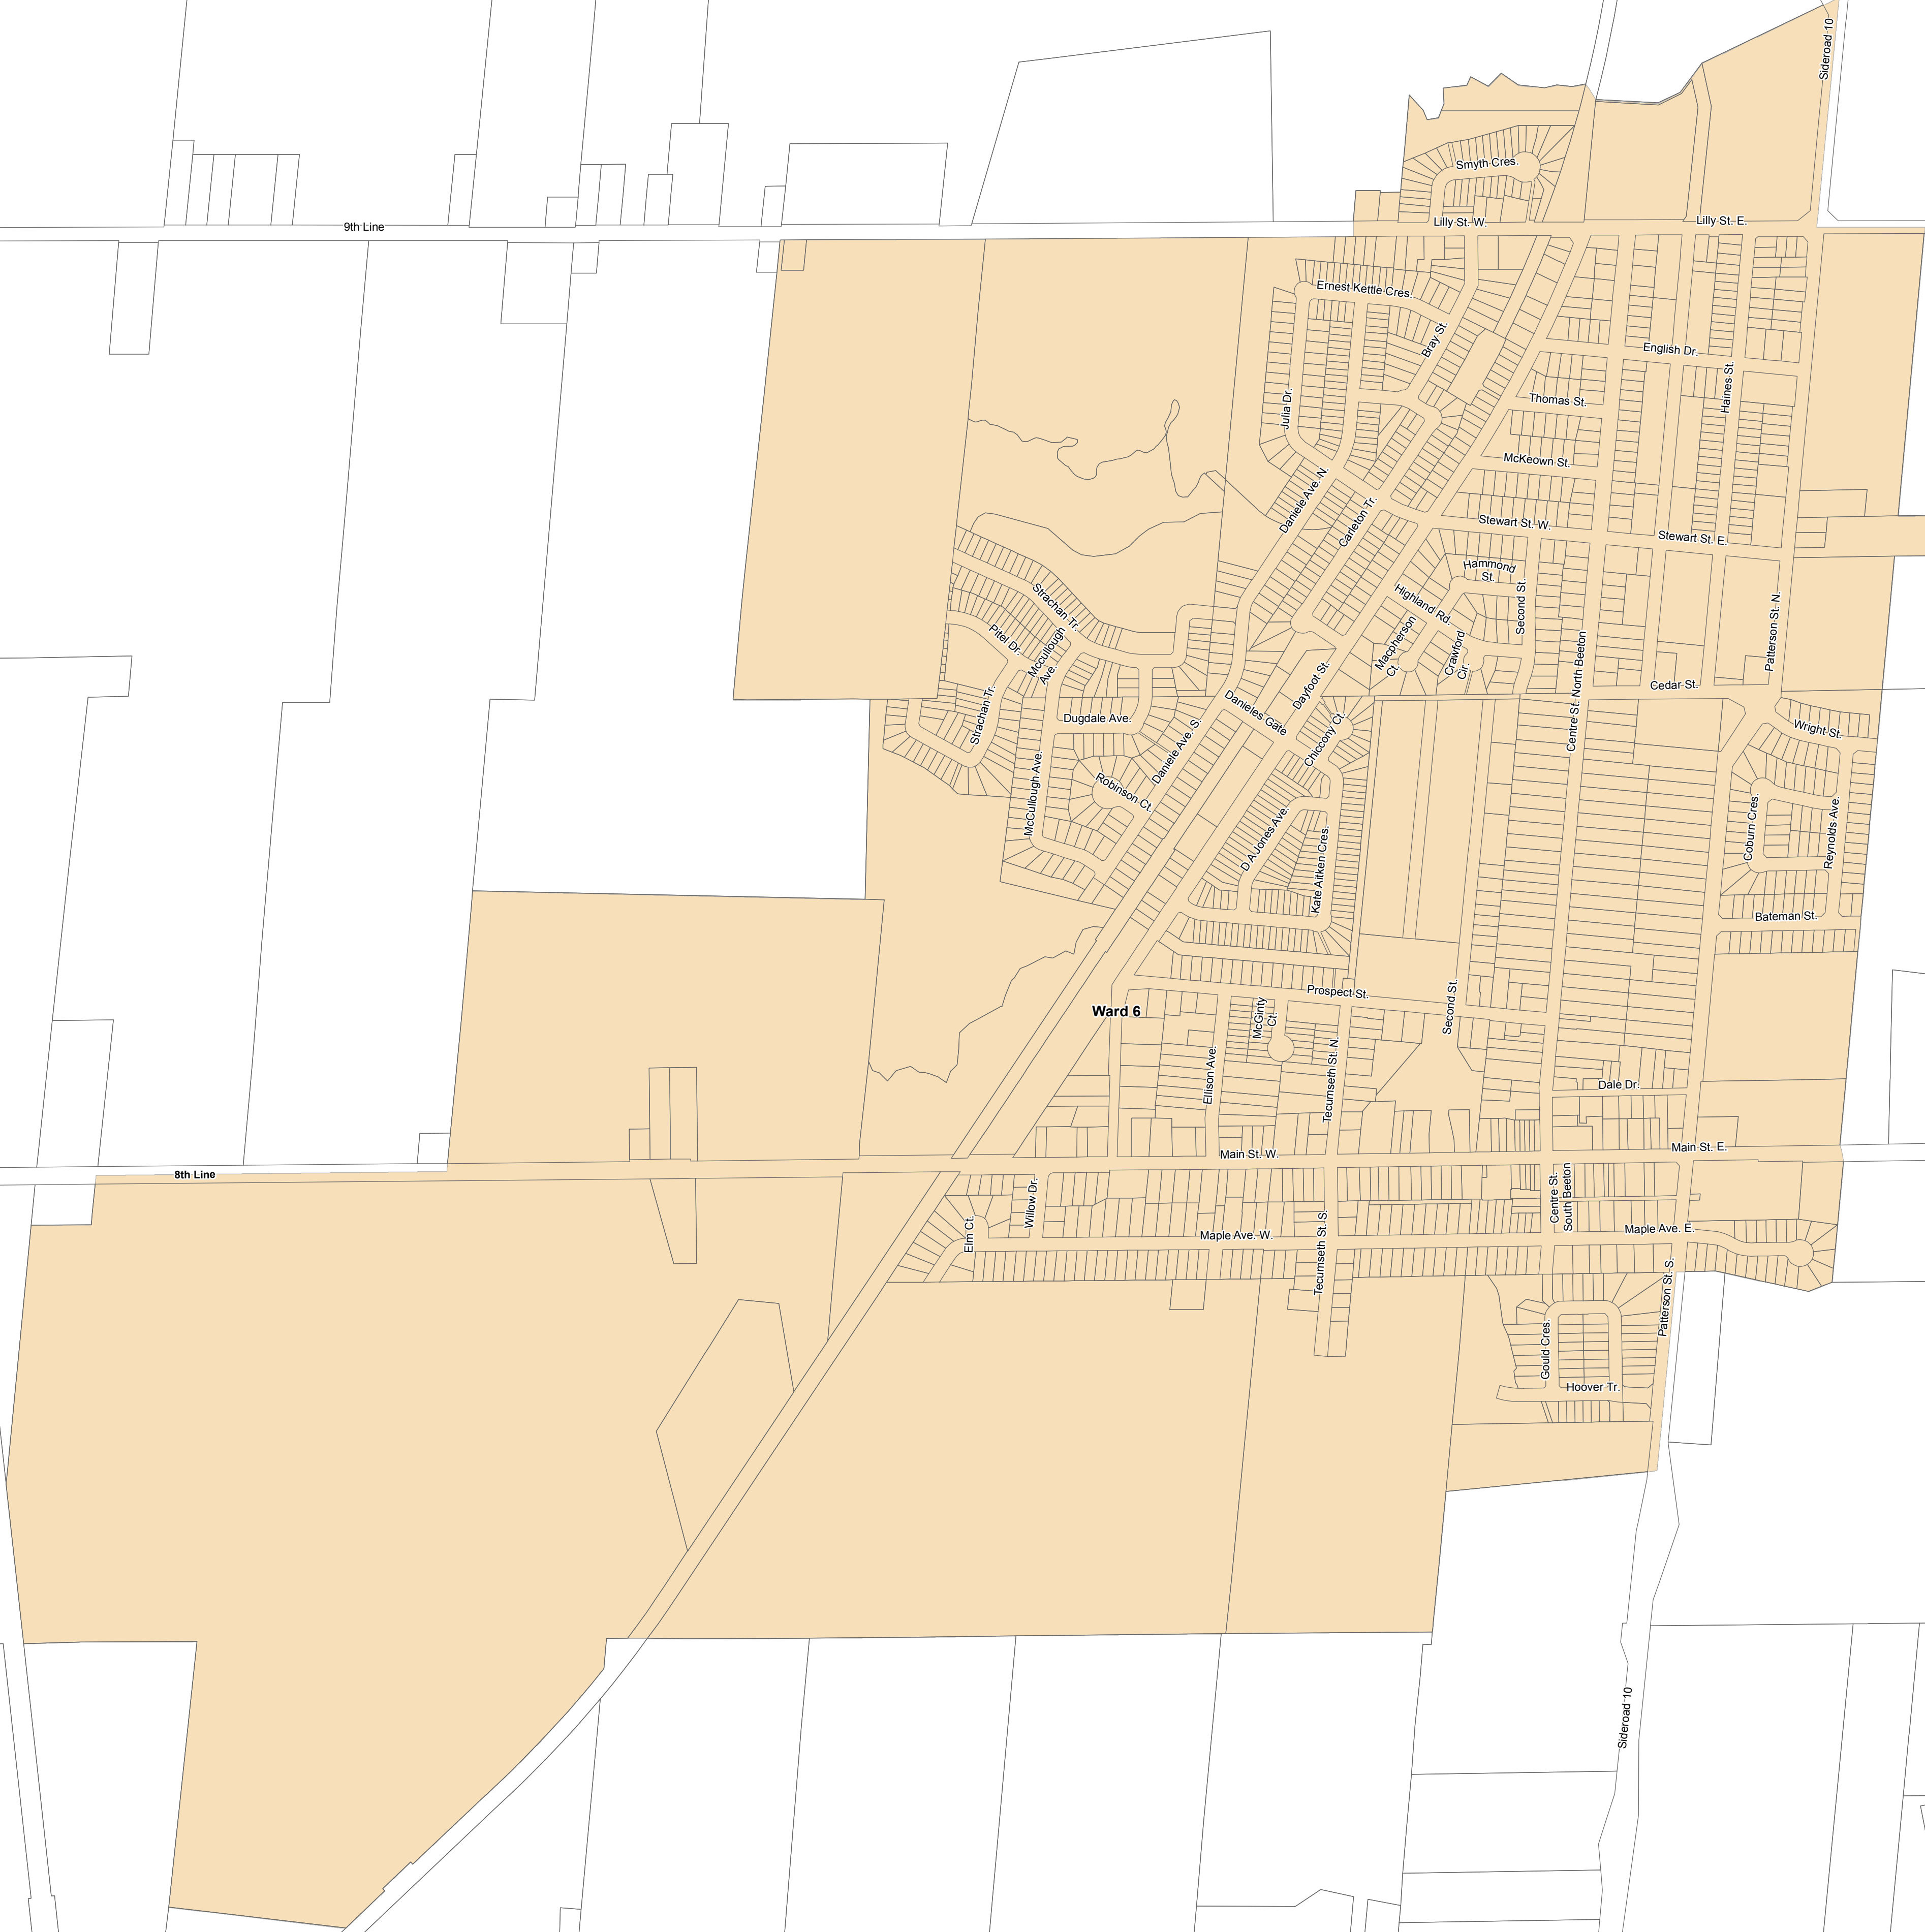 Sideroad 10
Smyth Cres.
Lilly St. W.
Lilly St. E.
9th Line
Ernest Kettle Cres.
Bray St.
English Dr.
Haines St.
Julia Dr.
Thomas St.
McKeown St.
Daniele Ave. N.
Carleton Tr.
Stewart St. W.
Stewart St. E.
Hammond
St.
Highland Rd.
Second St.
Strachan Tr.
Pitel Dr.
Mccullough
Ave.
Macpherson
Ct.
Crawford
Cir.
Centre St. North Beeton
Patterson St. N.
Cedar St.
Dayfoot St.
Danieles Gate
Strachan Tr.
Dugdale Ave.
Daniele Ave. S.
Chiccony Ct.
Wright St.
McCullough Ave.
Robinson Ct.
D A Jones Ave.
Kate Aitken Cres.
Coburn Cres.
Reynolds Ave.
Bateman St.
Prospect St.
Second St.
Ward 6
McGinty
Ct.
Ellison Ave.
Tecumseth St. N.
Dale Dr.
Main St. W.
Main St. E.
8th Line
Willow Dr.
Elm Ct.
Maple Ave. W.
Tecumseth St. S.
Centre St.
South Beeton
Maple Ave. E.
Patterson St. S.
Gould Cres.
Hoover Tr.
Sideroad 10